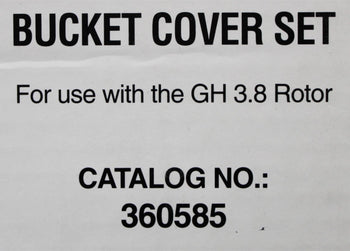 BUCKET COVER SET
For use with the GH 3.8 Rotor
CATALOG NO.:
360585